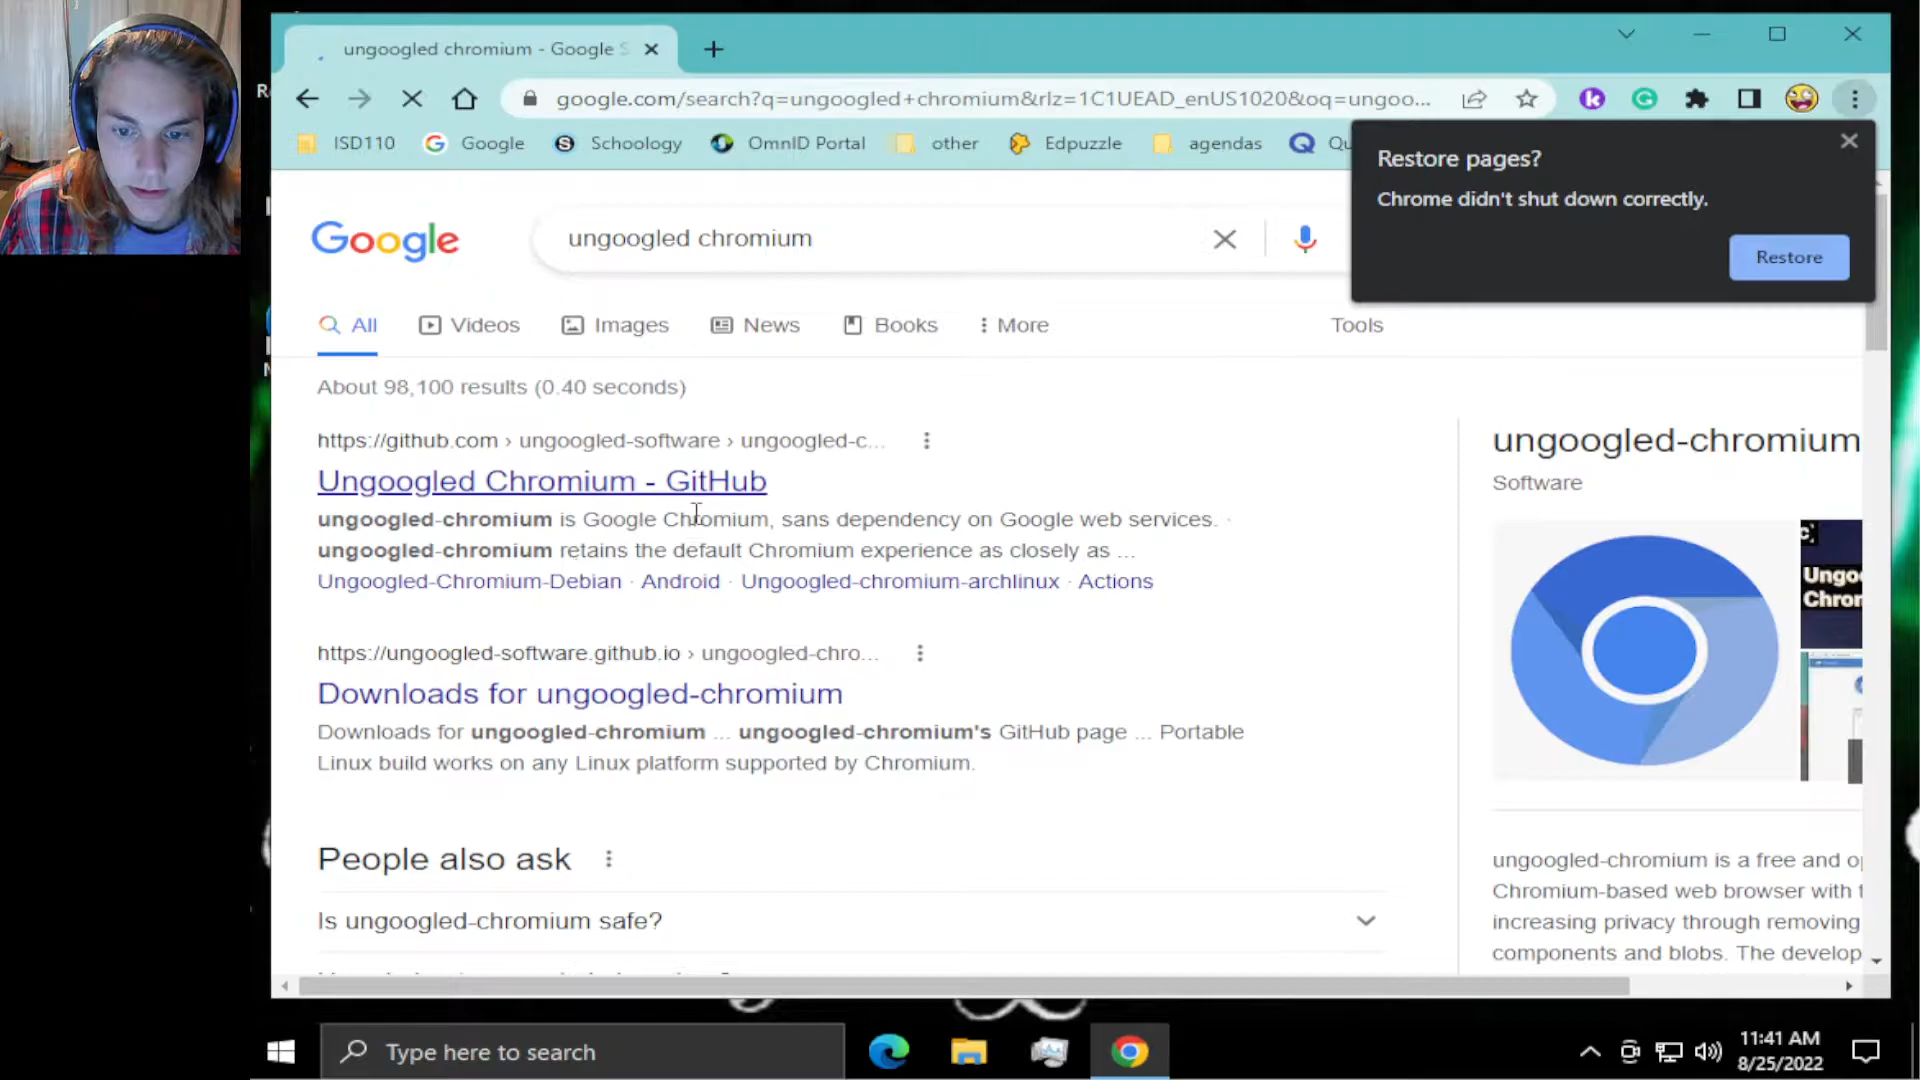 ungoogled chromium - Google S
google.com/search?q=ungoogled+chromium&rlz=1C1UEAD_enUS1020&oq=ungoo...
ISD110
Google
Schoology
OmnID Portal
other
Edpuzzle
agendas
Restore pages?
Chrome didn't shut down correctly.
Restore
Google
ungoogled chromium
All
Videos
Images
News
Books
More
Tools
About 98,100 results (0.40 seconds)
https://github.com › ungoogled-software › ungoogled-c...
Ungoogled Chromium - GitHub
ungoogled-chromium is Google Chromium, sans dependency on Google web services. ·
ungoogled-chromium retains the default Chromium experience as closely as ...
Ungoogled-Chromium-Debian · Android · Ungoogled-chromium-archlinux · Actions
https://ungoogled-software.github.io › ungoogled-chro...
Downloads for ungoogled-chromium
Downloads for ungoogled-chromium ... ungoogled-chromium's GitHub page ... Portable
Linux build works on any Linux platform supported by Chromium.
People also ask
Is ungoogled-chromium safe?
ungoogled-chromium
Software
ungoogled-chromium is a free and
Chromium-based web browser with
increasing privacy through removing
components and blobs. The develop
Type here to search
11:41 AM
8/25/2022